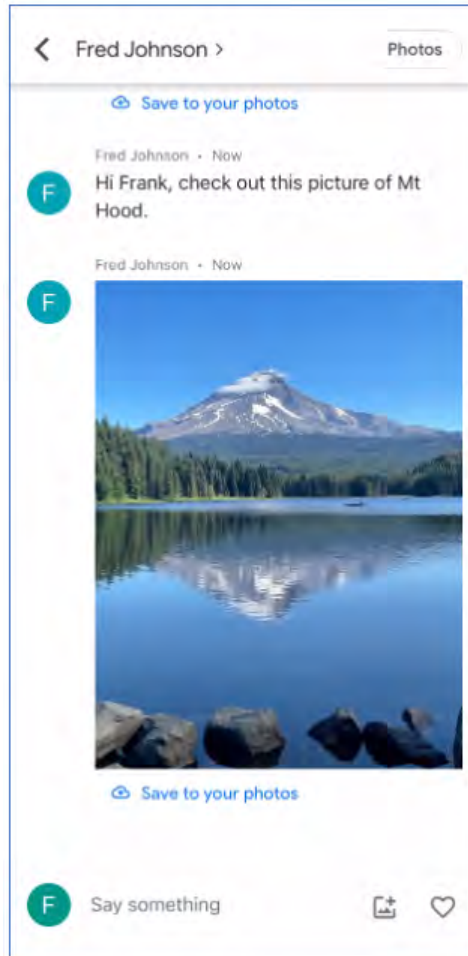 Fred Johnson >
Photos
Save to your photos
Fred Johnson • Now
Hi Frank, check out this picture of Mt
Hood.
F
Fred Johnson • Now
F
Save to your photos
F
Say something